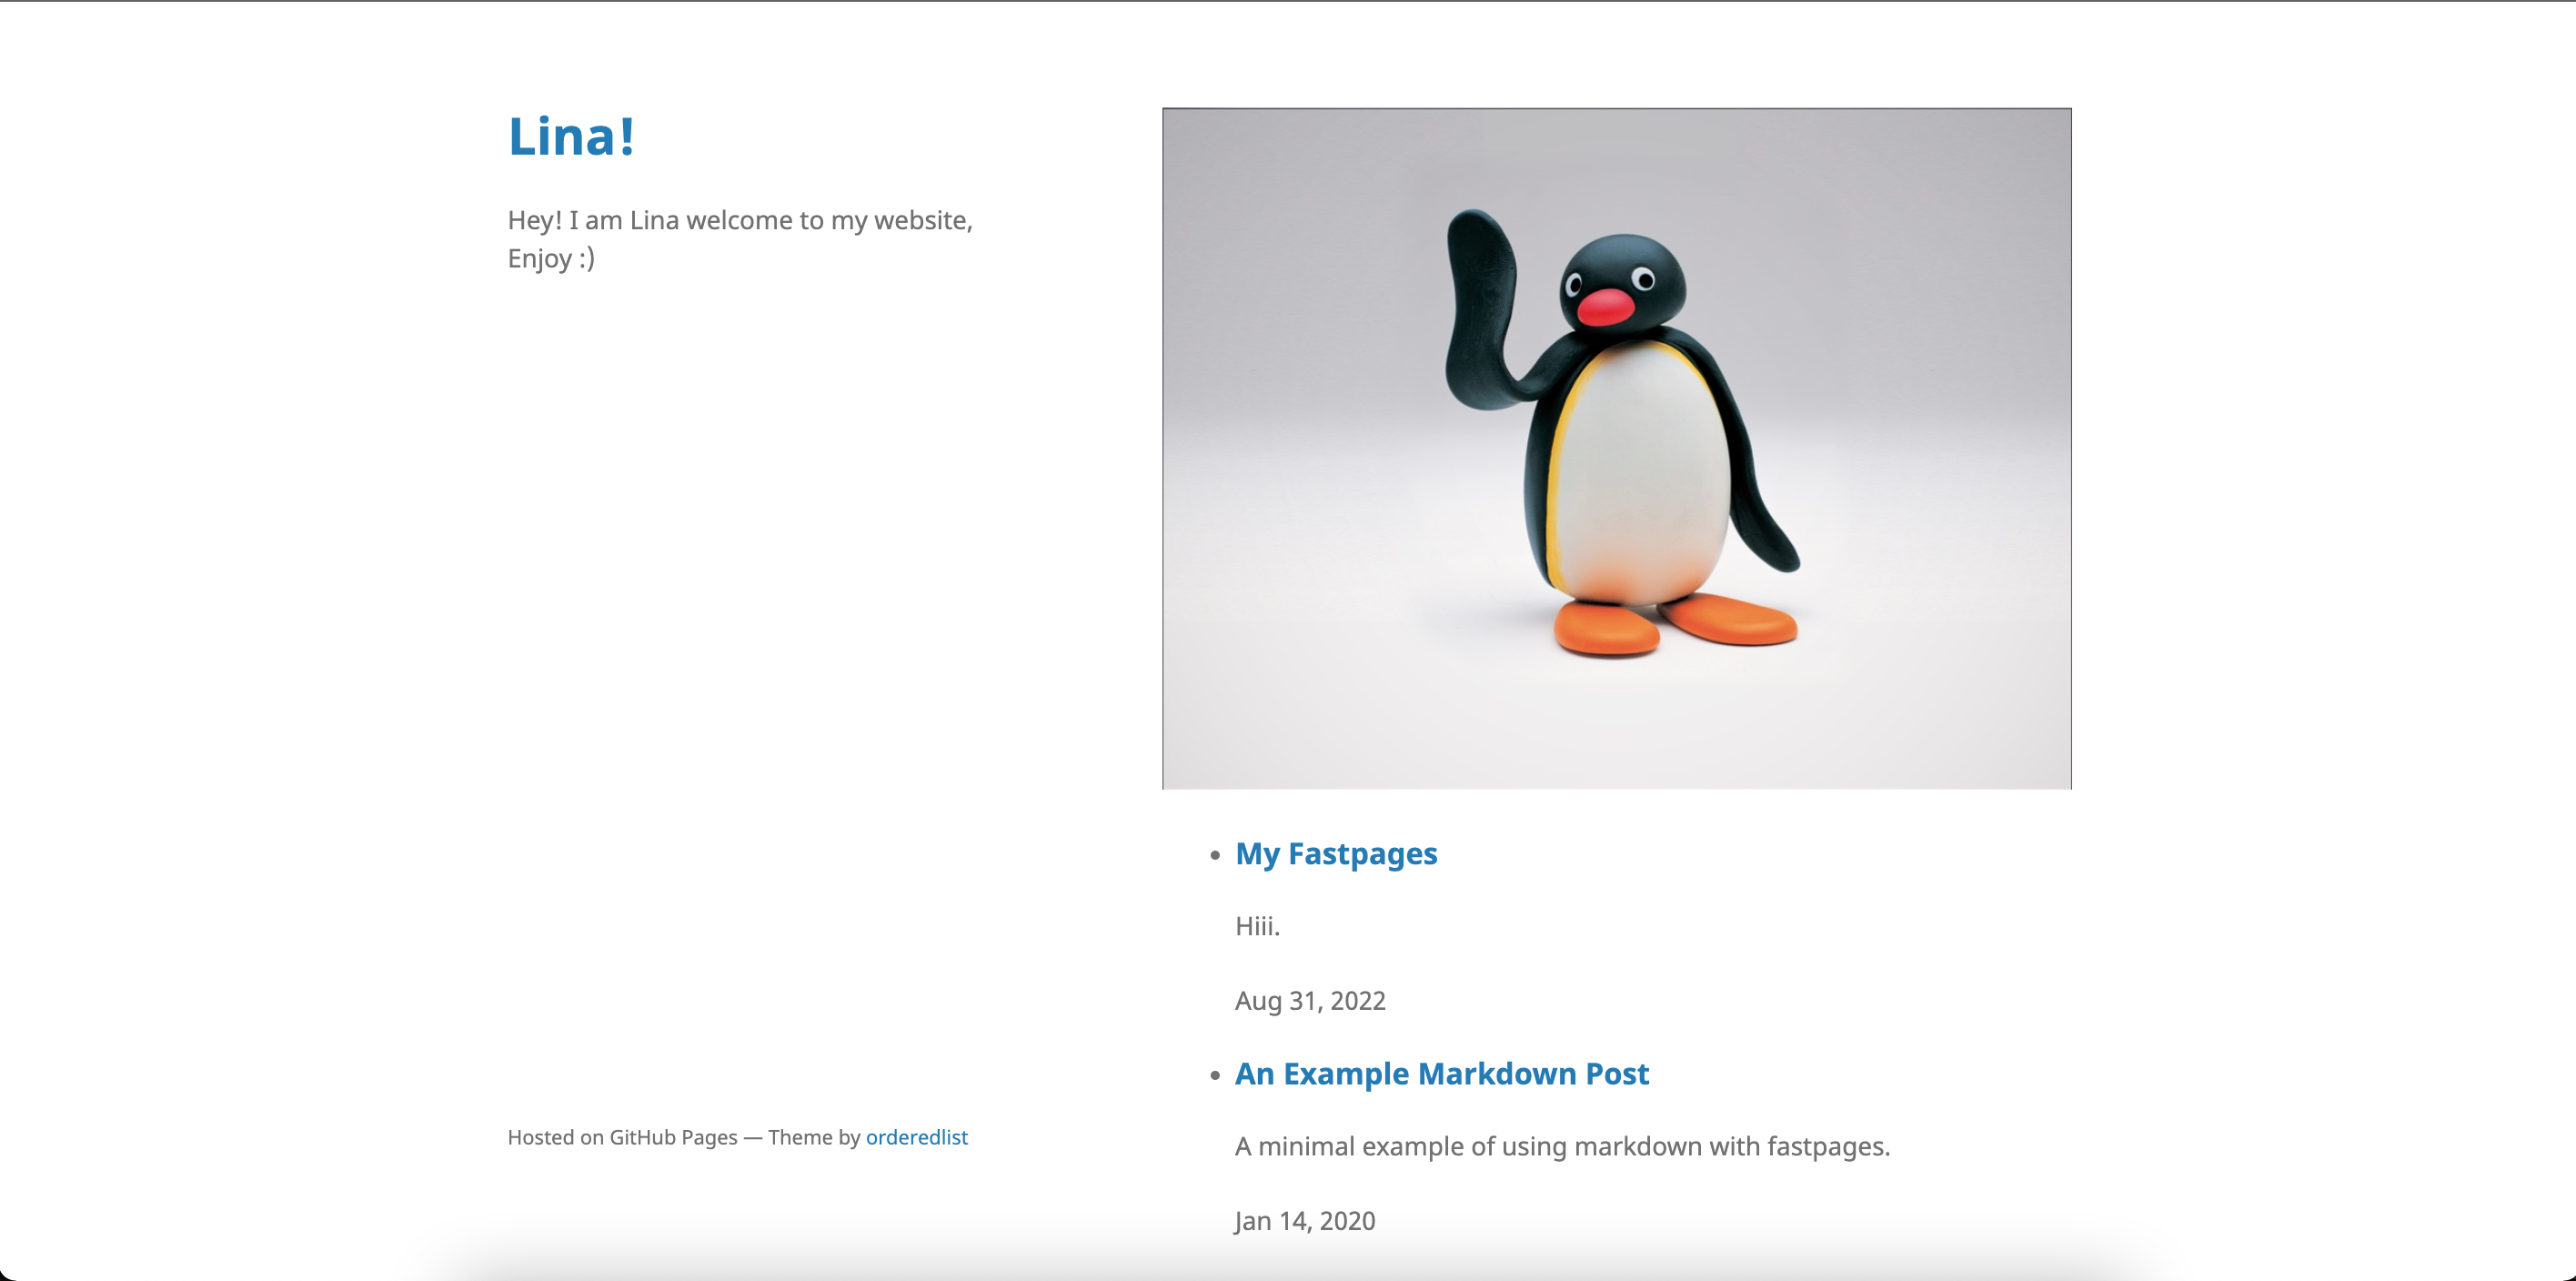 Lina!
Hey! I am Lina welcome to my website,
Enjoy :)
My Fastpages
Hiii.
Aug 31, 2022
An Example Markdown Post
A minimal example of using markdown with fastpages.
Jan 14, 2020
Hosted on GitHub Pages — Theme by orderedlist